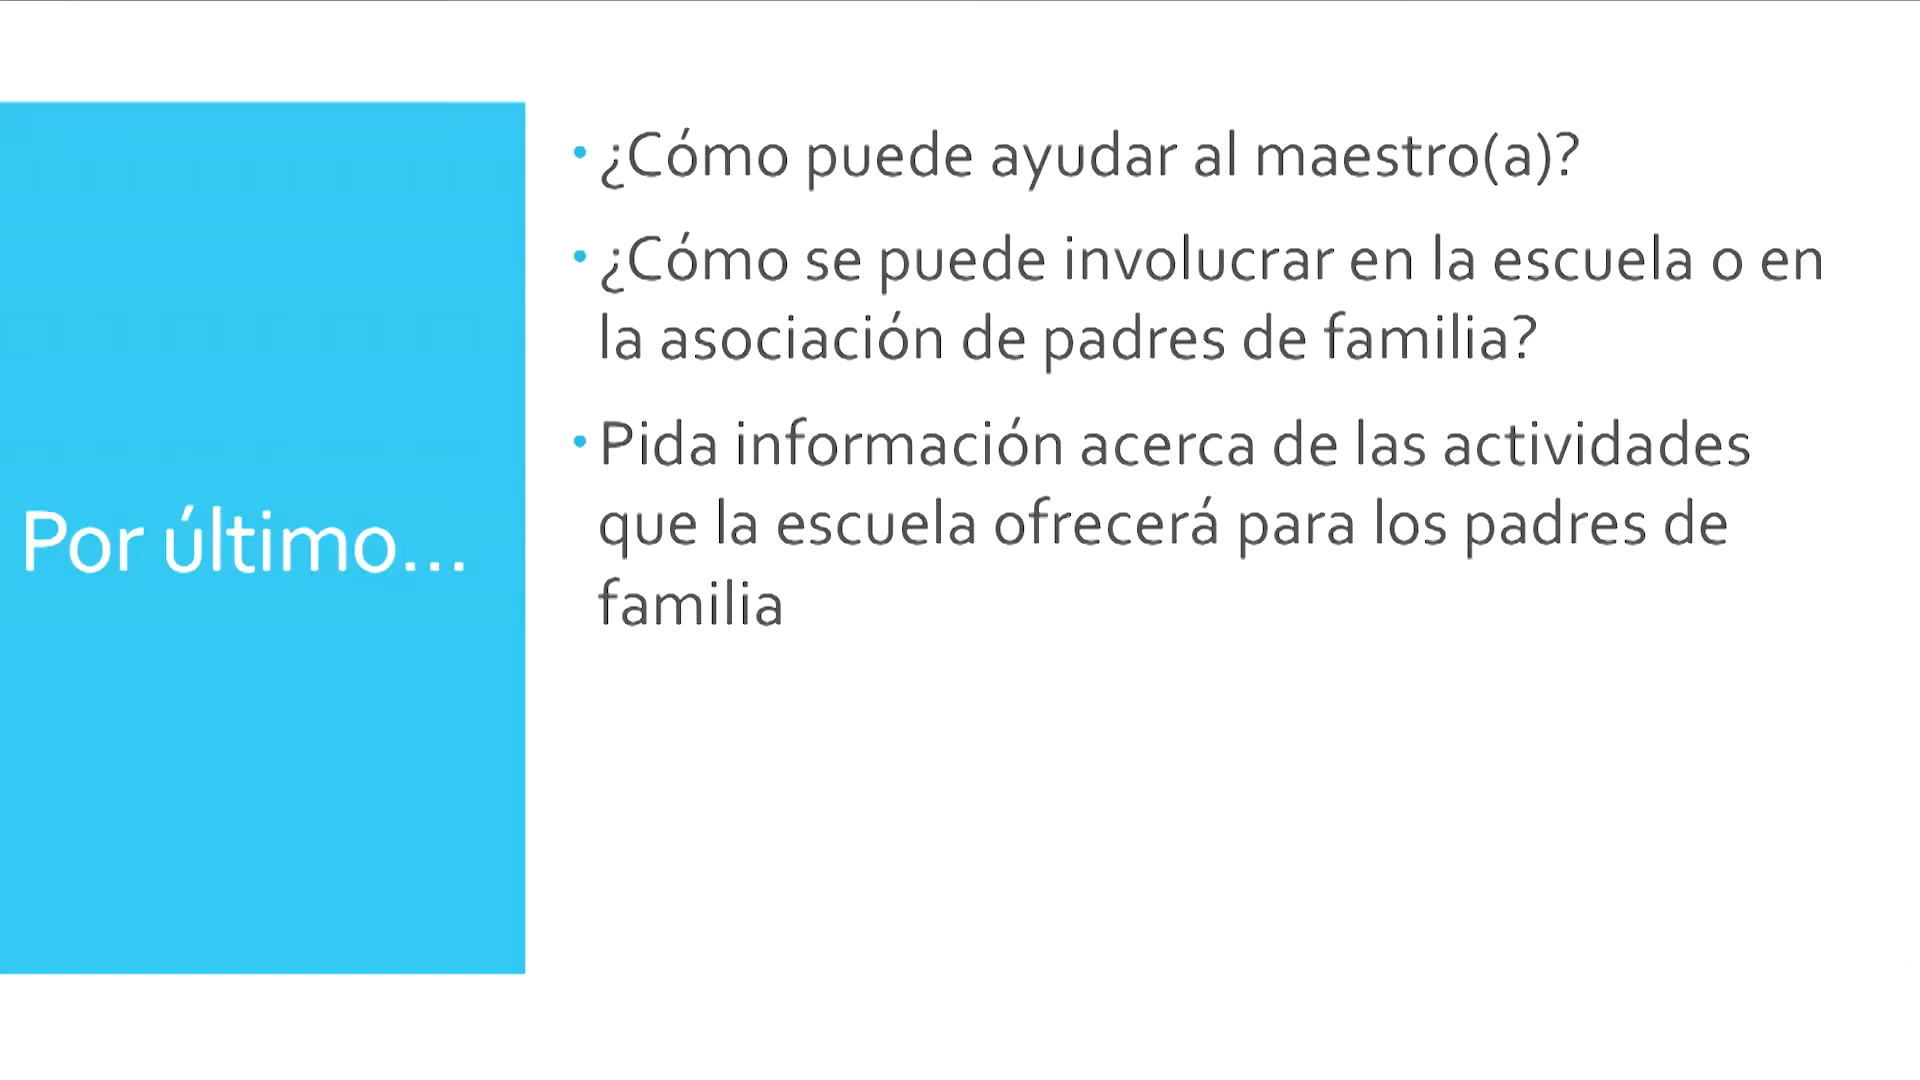 Por último...
• ¿Cómo puede ayudar al maestro(a)?
• ¿Cómo se puede involucrar en la escuela o en
la asociación de padres de familia?
• Pida información acerca de las actividades
que la escuela ofrecerá para los padres de
familia